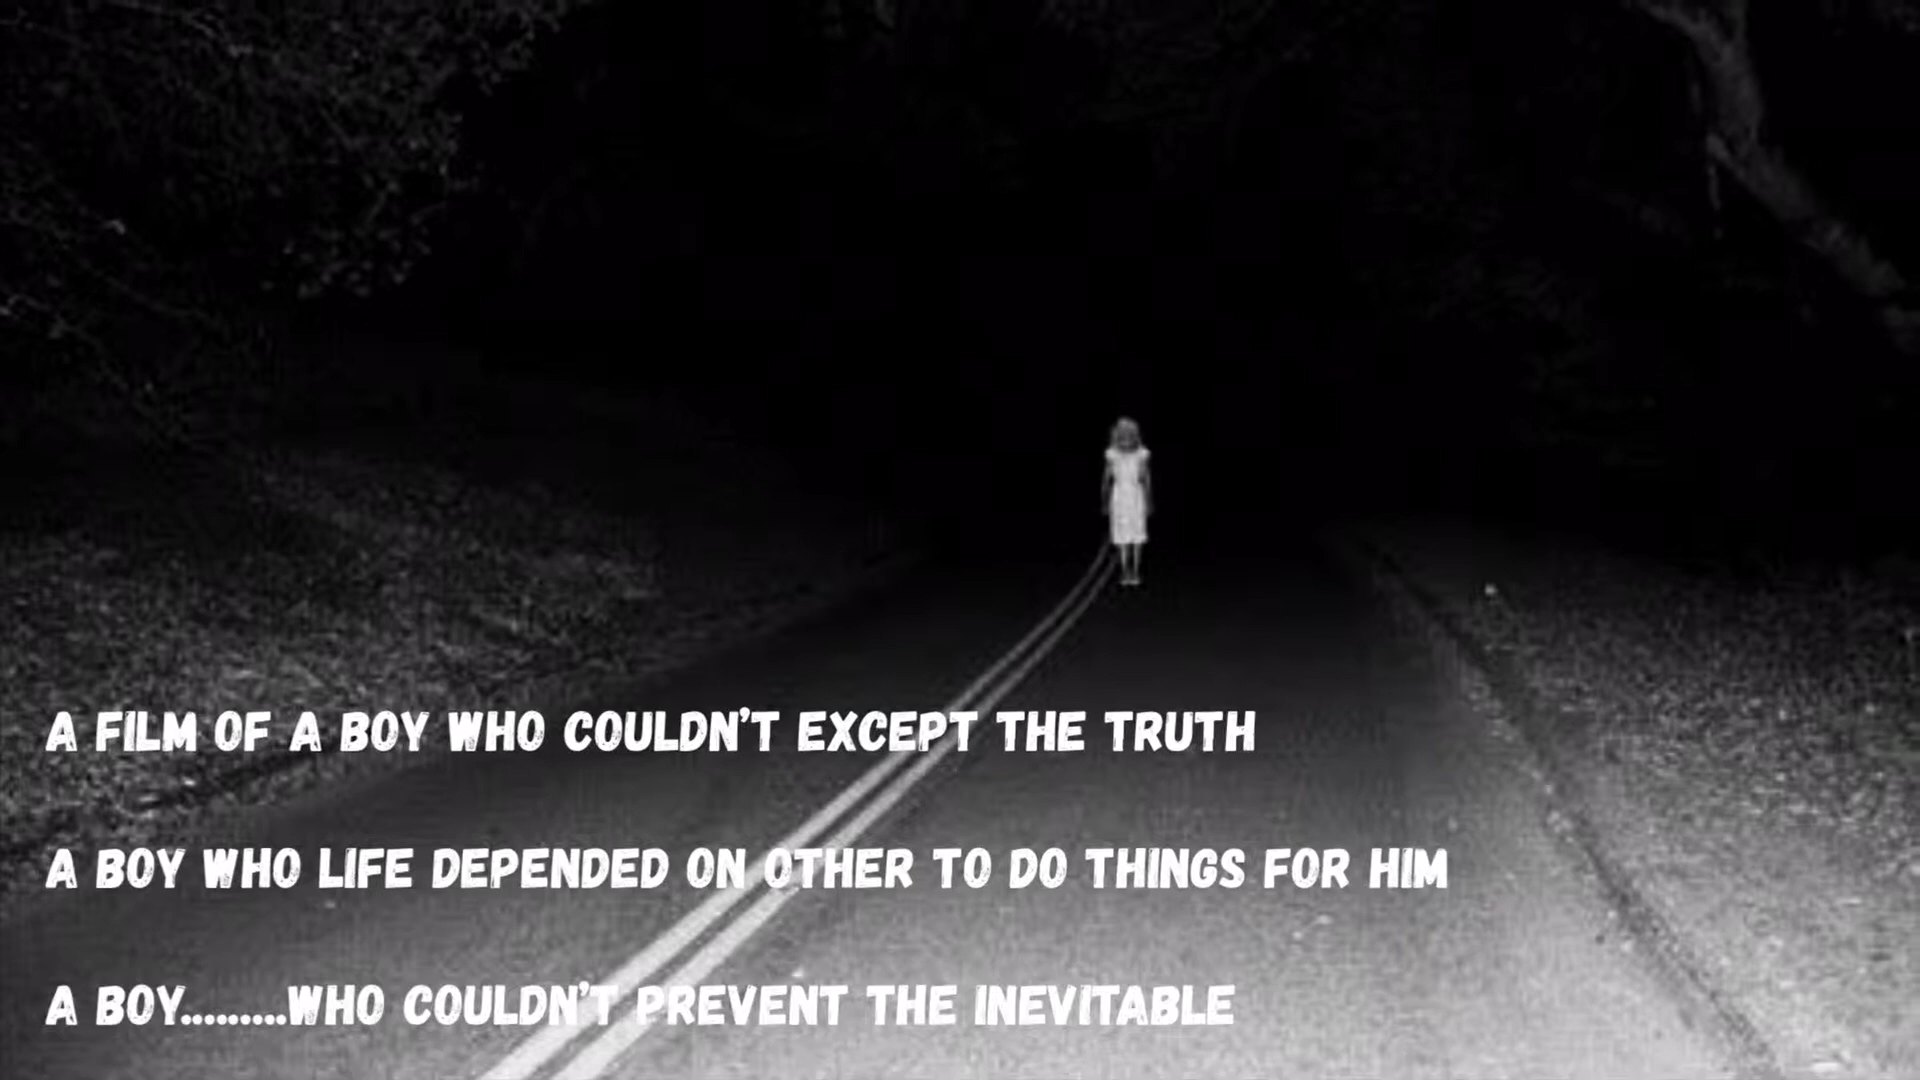 A FILM OF A BOY WHO COULDN'T EXCEPT THE TRUTH
A BOY WHO LIFE DEPENDED ON OTHER TO DO THINGS FOR HIM
A BOY.........WHO COULDN'T PREVENT THE INEVITABLE